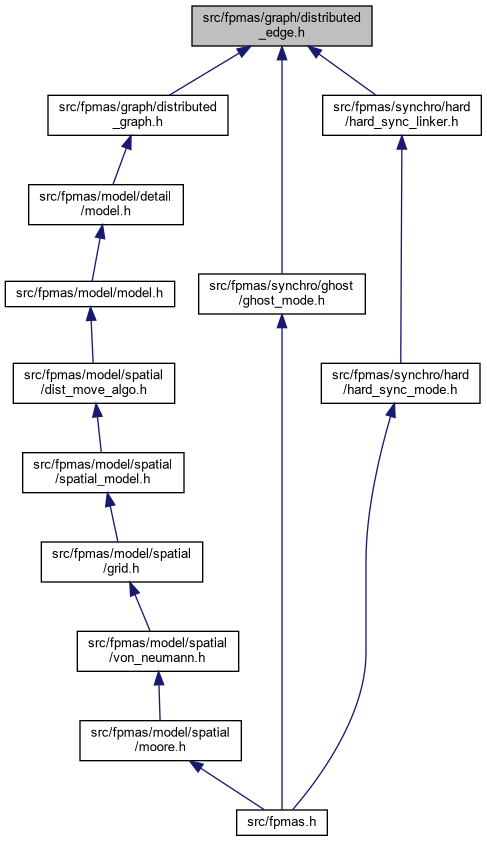 src/fpmas/graph/distributed
_edge.h
src/fpmas/graph/distributed
_graph.h
src/fpmas/synchro/hard
/hard_sync_linker.h
src/fpmas/model/detail
/model.h
src/fpmas/model/model.h
src/fpmas/synchro/ghost
/ghost_mode.h
src/fpmas/model/spatial
/dist_move_algo.h
src/fpmas/synchro/hard
/hard_sync_mode.h
src/fpmas/model/spatial
/spatial_model.h
src/fpmas/model/spatial
/grid.h
src/fpmas/model/spatial
/von_neumann.h
src/fpmas/model/spatial
/moore.h
src/fpmas.h